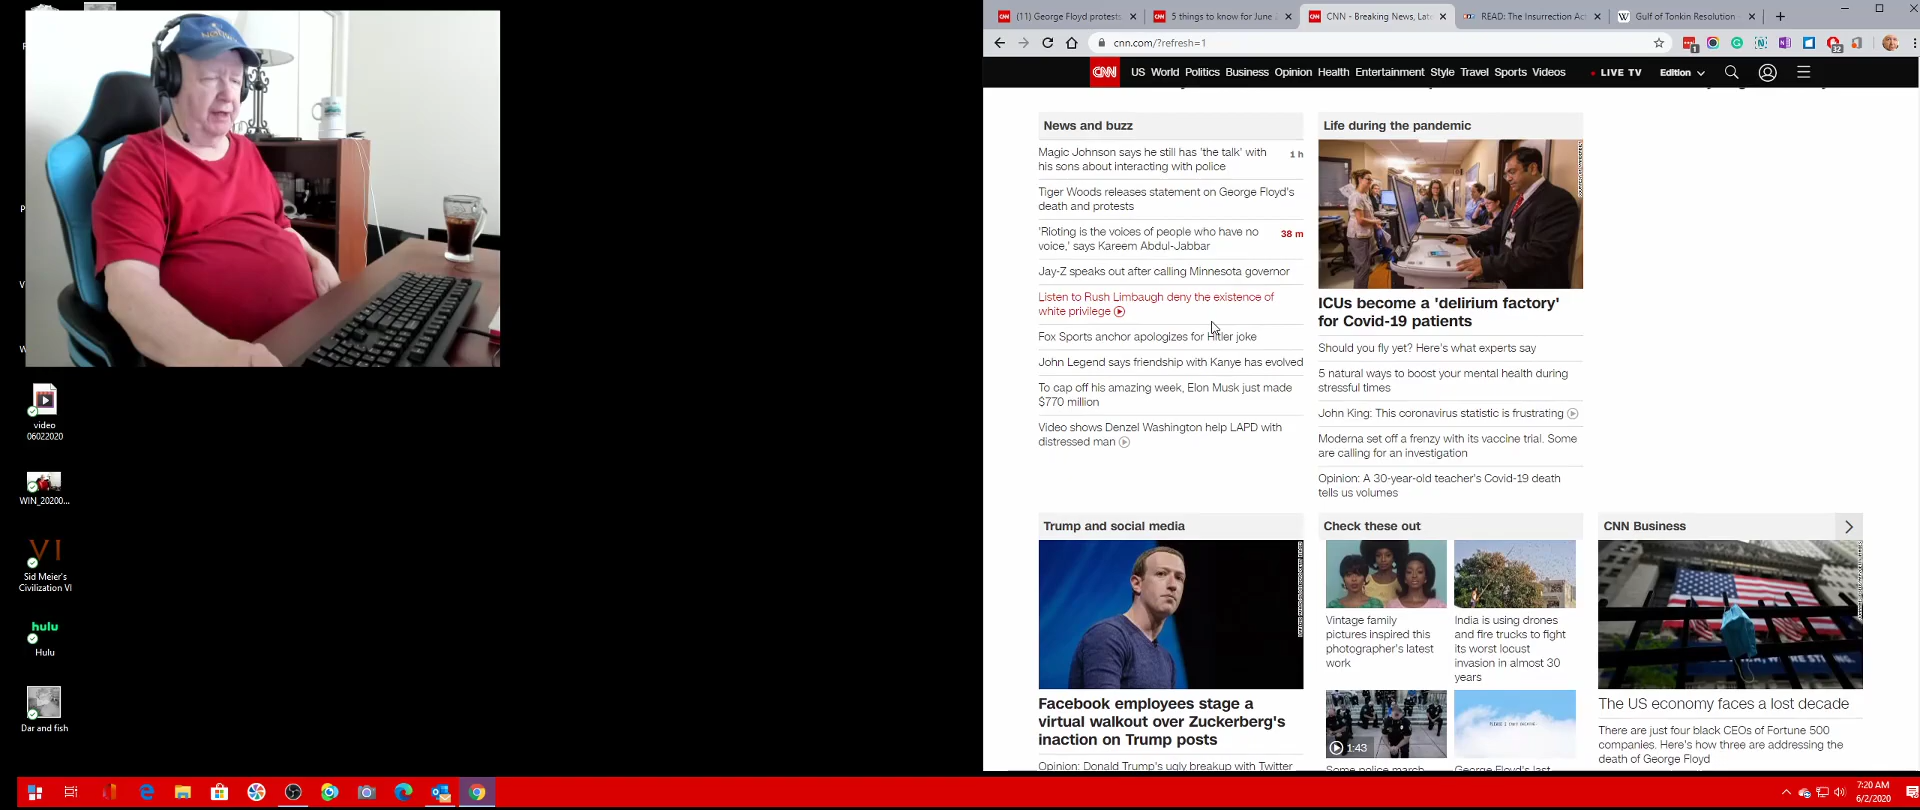 (11) George Floyd protests
5 things to know for June
CNN - Breaking News, Late
READ: The Insurrection Act
Gulf of Tonkin Resolution
cnn.com/?refresh=1
CNN
US World Politics Business Opinion Health Entertainment Style Travel Sports Videos
LIVE TV
Edition
News and buzz
Magic Johnson says he still has 'the talk' with
his sons about interacting with police
1 h
Tiger Woods releases statement on George Floyd's
death and protests
'Rioting is the voices of people who have no
voice,' says Kareem Abdul-Jabbar
38 m
Jay-Z speaks out after calling Minnesota governor
Listen to Rush Limbaugh deny the existence of
white privilege
Fox Sports anchor apologizes for Hitler joke
John Legend says friendship with Kanye has evolved
To cap off his amazing week, Elon Musk just made
$770 million
Video shows Denzel Washington help LAPD with
distressed man
Life during the pandemic
ICUs become a 'delirium factory'
for Covid-19 patients
Should you fly yet? Here's what experts say
5 natural ways to boost your mental health during
stressful times
John King: This coronavirus statistic is frustrating
Moderna set off a frenzy with its vaccine trial. Some
are calling for an investigation
Opinion: A 30-year-old teacher's Covid-19 death
tells us volumes
Trump and social media
Facebook employees stage a
virtual walkout over Zuckerberg's
inaction on Trump posts
Opinion: Donald Trump's ugly breakup with Twitter
Check these out
Vintage family
pictures inspired this
photographer's latest
work
India is using drones
and fire trucks to fight
its worst locust
invasion in almost 30
years
1:43
Some police march
George Floyd's last
CNN Business
The US economy faces a lost decade
There are just four black CEOs of Fortune 500
companies. Here's how three are addressing the
death of George Floyd
video
06022020
WIN_20200...
VI
Sid Meier's
Civilization VI
hulu
Hulu
Dar and fish
7:20 AM
6/2/2020